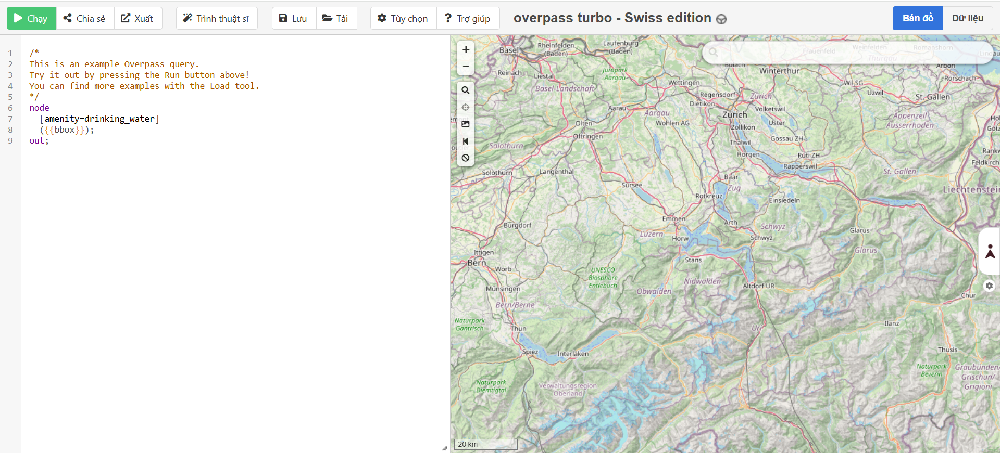 Chạy
Chia sẻ
Xuất
Trình thuật sĩ
Lưu
Tải
Tùy chọn
Trợ giúp
overpass turbo - Swiss edition
Bản đồ
Dữ liệu
1 /*
2 This is an example Overpass query.
3 Try it out by pressing the Run button above!
4 You can find more examples with the Load tool.
5 */
6 node
7 [amenity=drinking_water]
8 ({{bbox}});
9 out;
Basel
Rheinfelden
(Baden)
Laufenburg
(Baden)
Frauenfeld
Weinfelden
Romanshorn
Thurgau
Lindau
Reinach
Liestal
Jurapark
Aargau
Bülach
Winterthur
Arbon
Rorschach
Basel-Landschaft
Wettingen
Wil SG
Uzwil
St. Gallen
Regensdorf
Zürich
Dietikon
Aarau
Aargau
Zürich
Volketswil
Appenzell
Ausserrhoden
Olten
Wohlen AG
Zollikon
Uster
Oftringen
Thalwil
Gossau ZH
Solothurn
Horgen
Rüti ZH
Rapperswil
Feldkirch
Solothurn
Langenthal
Baar
St. Gallen
Sursee
Zug
Liechtenstein
Rotkreuz
Einsiedeln
Emmen
Arth
Burgdorf
Schwyz
Glarus
Luzern
Horw
Schwyz
Ittigen
Stans
Glarus
Bern
Worb
UNESCO
Biosphäre
Entlebuch
Nidwalden
Münsingen
Obwalden
Altdorf UR
Chur
Bern/Berne
Naturpark
Gantrisch
Thun
Uri
Ilanz
Spiez
Interlaken
Thusis
Naturpark
Beverin
Graubünden/
Grischun/
Grigioni
Naturpark
Diemtigtal
Verwaltungsregion
Oberland
20 km